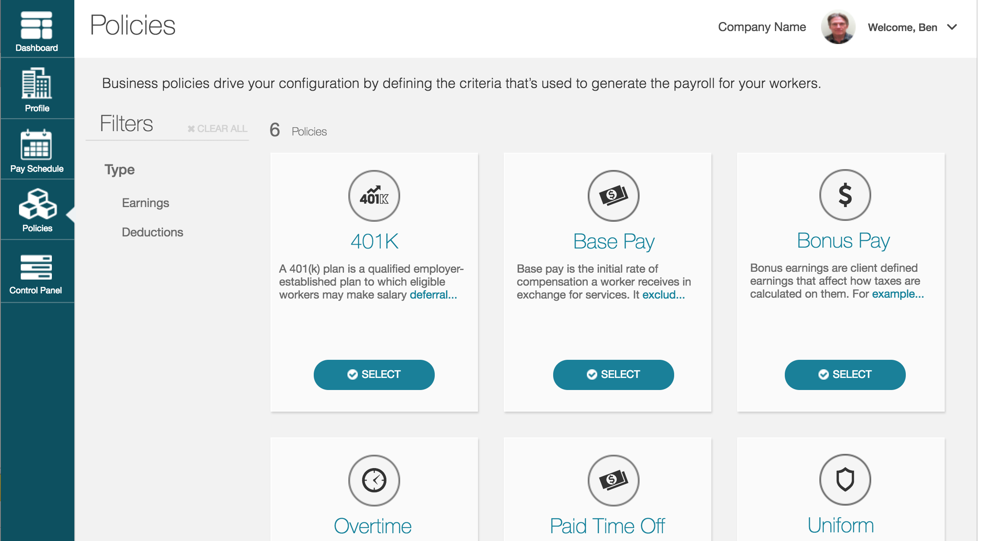 Dashboard
Profile
Pay Schedule
Policies
Control Panel
Policies
Company Name
Welcome, Ben
Business policies drive your configuration by defining the criteria that’s used to generate the payroll for your workers.
Filters
CLEAR ALL
Type
Earnings
Deductions
6 Policies
401K
401K
A 401(k) plan is a qualified employer-
established plan to which eligible
workers may make salary deferral...
SELECT
$
Base Pay
Base pay is the initial rate of
compensation a worker receives in
exchange for services. It exclud...
SELECT
$
Bonus Pay
Bonus earnings are client defined
earnings that affect how taxes are
calculated on them. For example...
SELECT
Overtime
$
Paid Time Off
Uniform